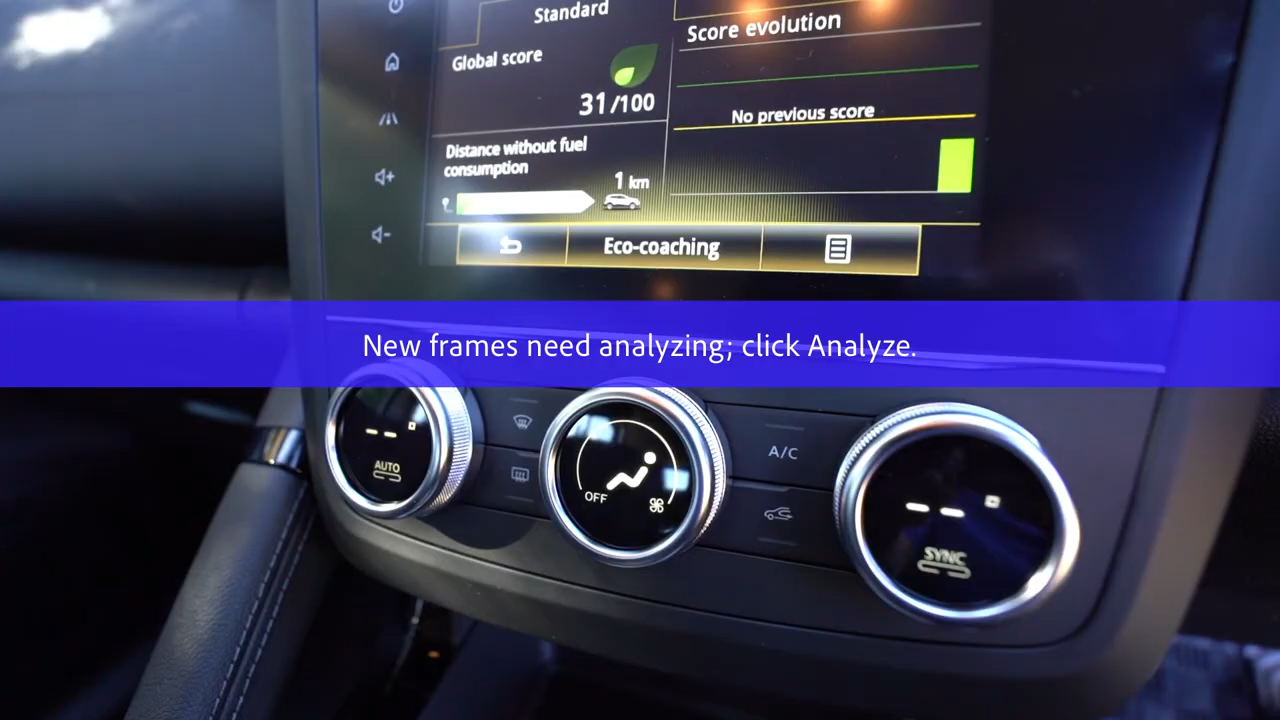 Standard
Global score
31/100
Distance without fuel
consumption
1 km
Score evolution
No previous score
Eco-coaching
New frames need analyzing; click Analyze.
AUTO
OFF
A/C
SYNC